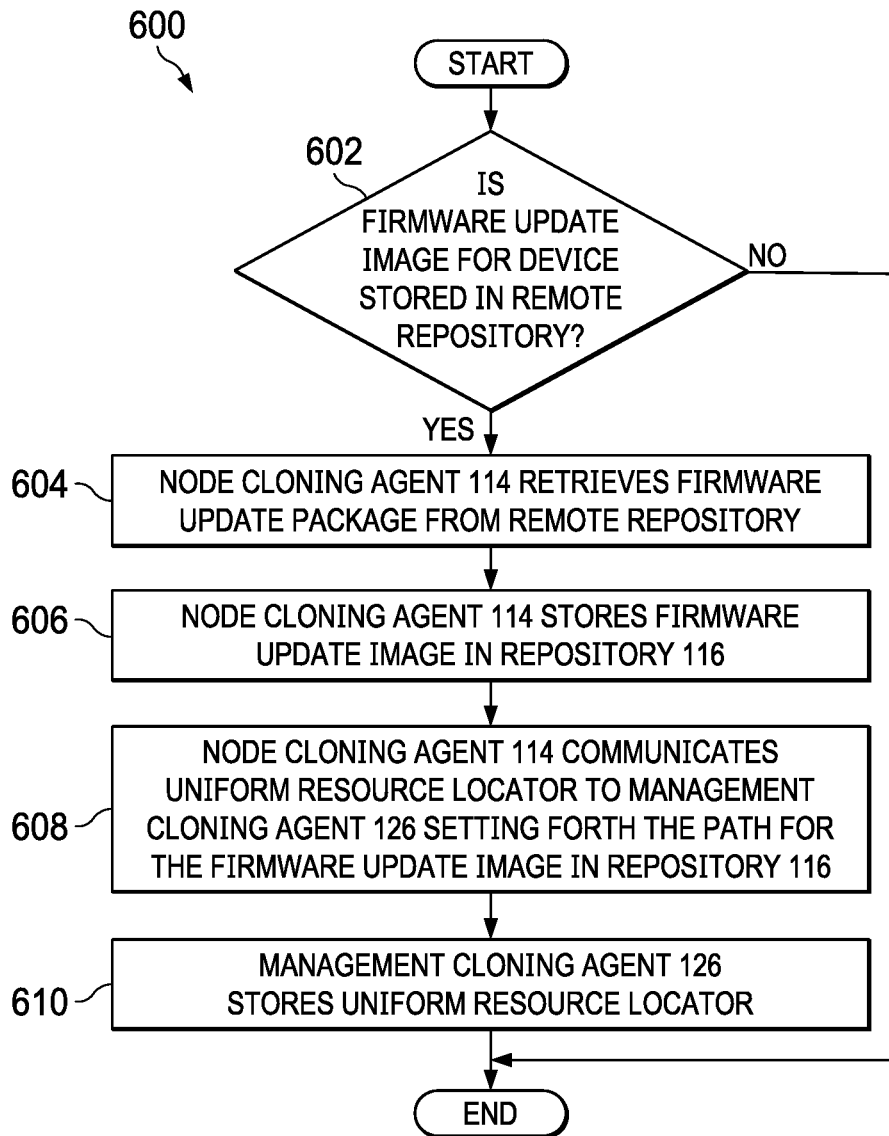 600
START
602
IS
FIRMWARE UPDATE
IMAGE FOR DEVICE
STORED IN REMOTE
REPOSITORY?
NO
YES
604
NODE CLONING AGENT 114 RETRIEVES FIRMWARE
UPDATE PACKAGE FROM REMOTE REPOSITORY
606
NODE CLONING AGENT 114 STORES FIRMWARE
UPDATE IMAGE IN REPOSITORY 116
608
NODE CLONING AGENT 114 COMMUNICATES
UNIFORM RESOURCE LOCATOR TO MANAGEMENT
CLONING AGENT 126 SETTING FORTH THE PATH FOR
THE FIRMWARE UPDATE IMAGE IN REPOSITORY 116
610
MANAGEMENT CLONING AGENT 126
STORES UNIFORM RESOURCE LOCATOR
END